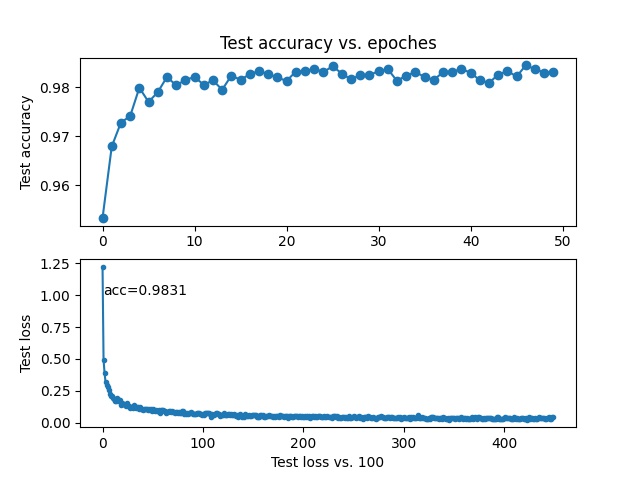 Test accuracy vs. epoches
Test accuracy
0.98
0.97
0.96
0 10 20 30 40 50
Test loss
1.25
1.00
0.75
0.50
0.25
0.00
acc=0.9831
0 100 200 300 400
Test loss vs. 100